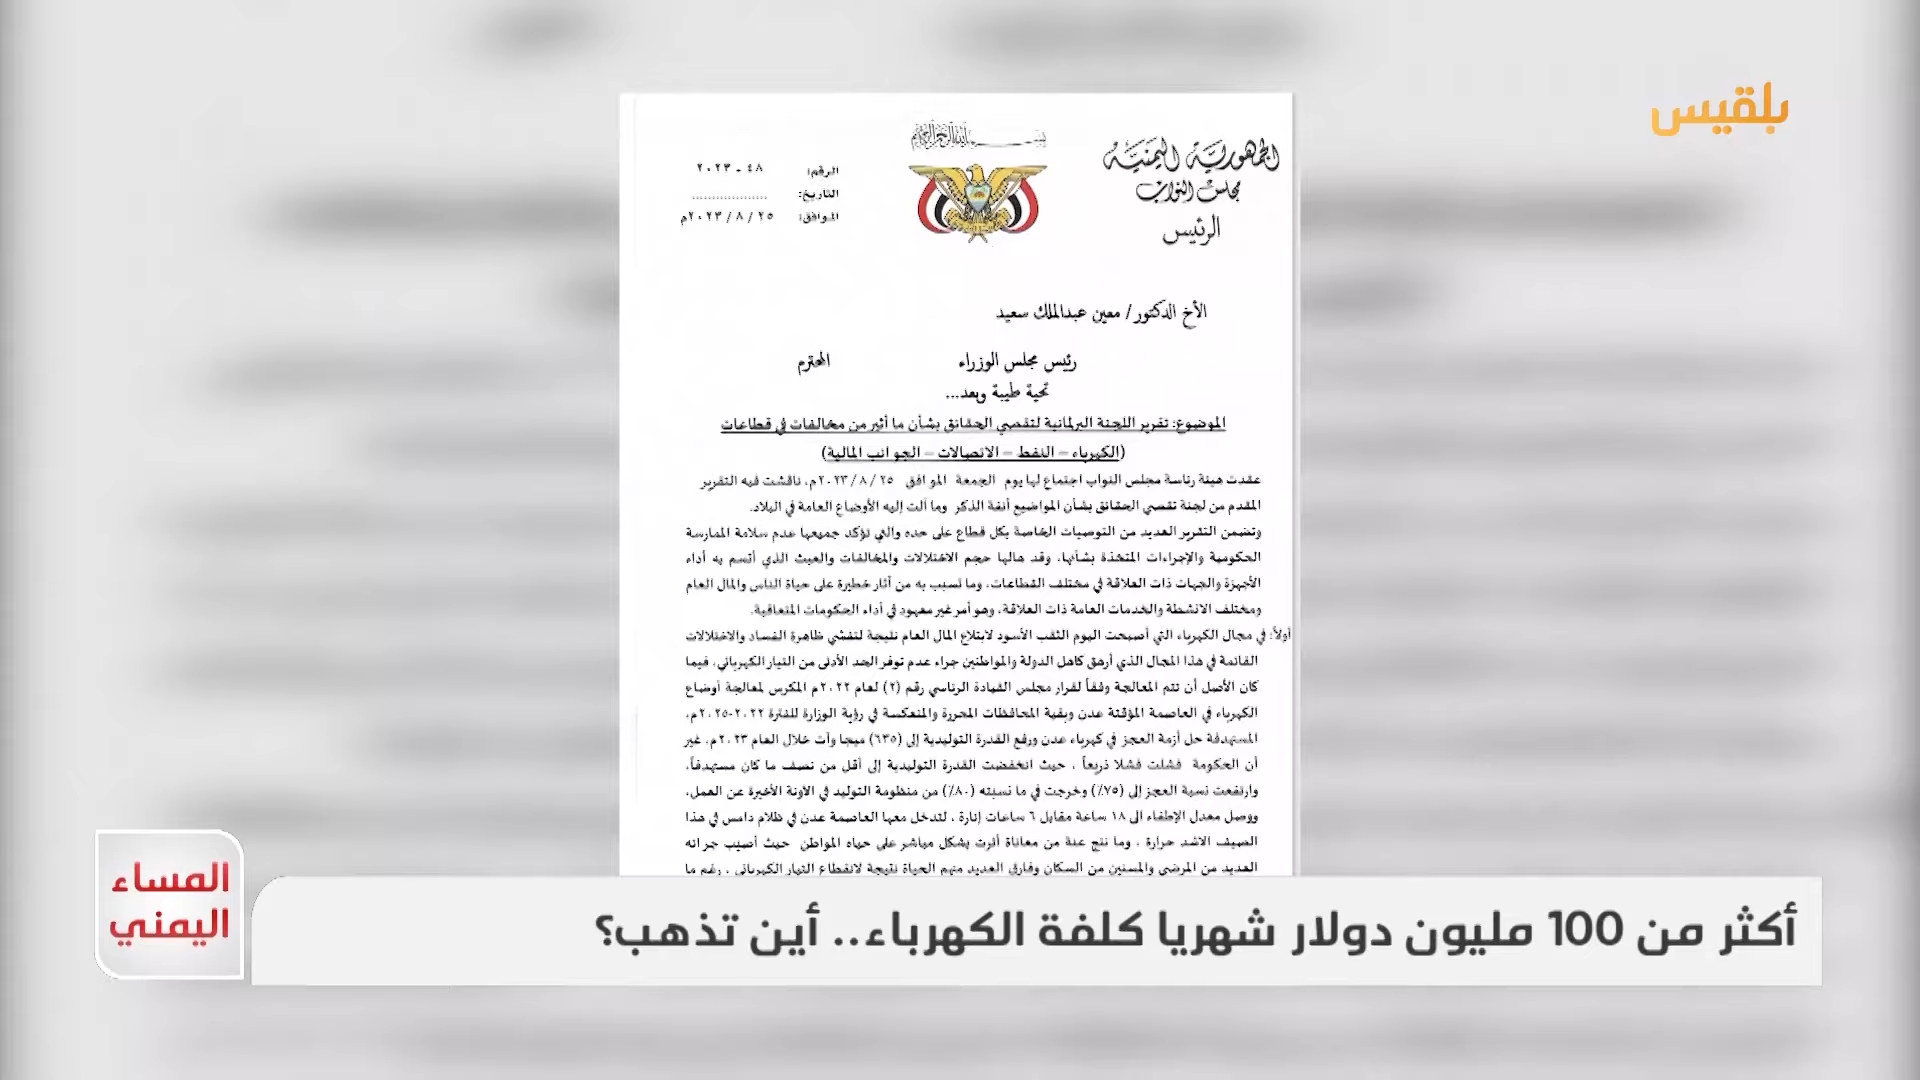 بلقيس
بسم الله الرحمن الرحيم
الجمهورية اليمنية
مجلس النواب
الرئيس
الرقم: ٤٨ - ٢٠٢٣
التاريخ: ....................
الموافق: ٢٥ / ٨ / ٢٠٢٣م
الأخ الدكتور/ معين عبدالملك سعيد
رئيس مجلس الوزراء المحترم
تحية طيبة وبعد...
الموضوع: تقرير اللجنة البرلمانية لتقصي الحقائق بشأن ما أثير من مخالفات في قطاعات
(الكهرباء – النفط – الاتصالات – الجوانب المالية)
عقدت هيئة رئاسة مجلس النواب اجتماع لها يوم الجمعة الموافق ٢٥ / ٨ / ٢٠٢٣م، ناقشت فيه التقرير
المقدم من لجنة تقصي الحقائق بشأن المواضيع أنفة الذكر وما آلت إليه الأوضاع العامة في البلاد.
وتضمن التقرير العديد من التوصيات الخاصة بكل قطاع على حده والتي تؤكد جميعها عدم سلامة الممارسة
الحكومية والإجراءات المتخذة بشأنها، وقد هالها حجم الاختلالات والمخالفات والعبث الذي أتسم به أداء
الأجهزة والجهات ذات العلاقة في مختلف القطاعات، وما تسبب به من آثار خطيرة على حياة الناس والمال العام
ومختلف الانشطة والخدمات العامة ذات العلاقة، وهو أمر غير معهود في أداء الحكومات المتعاقبة.
أولاً: في مجال الكهرباء التي أصبحت اليوم الثقب الأسود لابتلاع المال العام نتيجة لتفشي ظاهرة الفساد والاختلالات
القائمة في هذا المجال الذي أرهق كاهل الدولة والمواطنين جراء عدم توفر الحد الأدنى من التيار الكهربائي، فيما
كان الأصل أن تتم المعالجة وفقاً لقرار مجلس القيادة الرئاسي رقم (٢) لعام ٢٠٢٢م المكرس لمعالجة أوضاع
الكهرباء في العاصمة المؤقتة عدن وبقية المحافظات المحررة والمنعكسة في رؤية الوزارة للفترة ٢٠٢٢-٢٠٢٥م،
المستهدفة حل أزمة العجز في كهرباء عدن ورفع القدرة التوليدية إلى (٦٣٥) ميجا وآت خلال العام ٢٠٢٣م، غير
أن الحكومة فشلت فشلا ذريعاً ، حيث انخفضت القدرة التوليدية إلى أقل من نصف ما كان مستهدفاً،
وارتفعت نسبة العجز إلى (٧٥٪) وخرجت في ما نسبته (٨٠٪) من منظومة التوليد في الاونة الأخيرة عن العمل،
ووصل معدل الإطفاء الى ١٨ ساعة مقابل ٦ ساعات إنارة ، لتدخل معها العاصمة عدن في ظلام دامس في هذا
الصيف الاشد حرارة ، وما نتج عنة من معاناة أثرت بشكل مباشر على حياه المواطن حيث أصيب جراته
العديد من المرضى والمسنين من السكان وفارق العديد منهم الحياة نتيجة لانقطاع التيار الكهربائي ، رغم ما
المساء
اليمني
أكثر من 100 مليون دولار شهريا كلفة الكهرباء.. أين تذهب؟